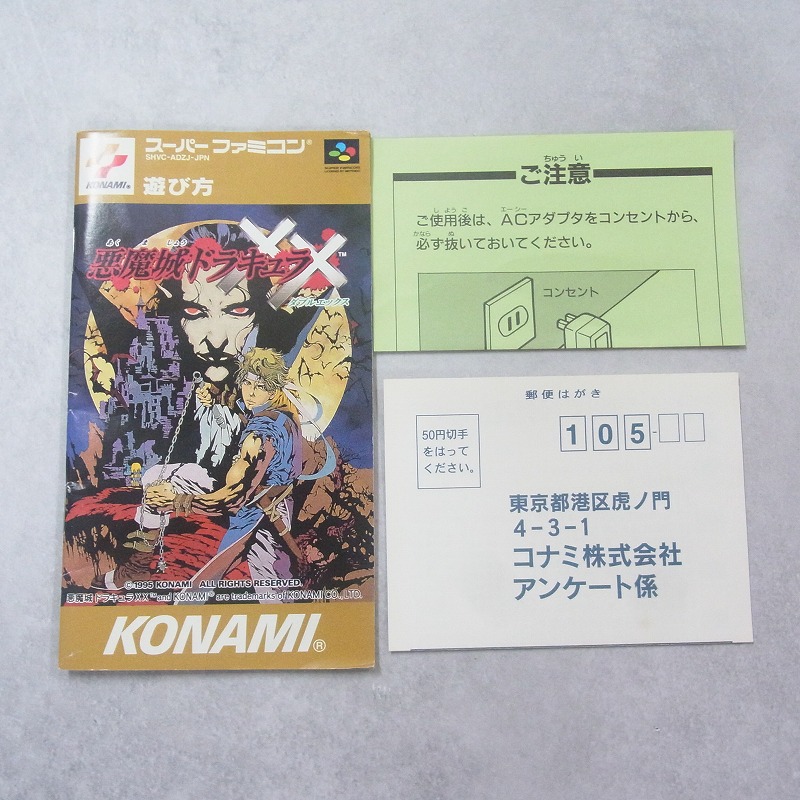 KONAMI®
スーパーファミコン®
SHVC-ADZJ-JPN
遊び方
あくまじょう
悪魔城ドラキュラXX™
ダブルエックス
©1995 KONAMI ALL RIGHTS RESERVED.
悪魔城ドラキュラXX™ and KONAMI® are trademarks of KONAMI CO., LTD.
KONAMI®
ちゅうい
ご注意
しようご エーシー
ご使用後は、ACアダプタをコンセントから、
かなら ぬ
必ず抜いておいてください。
コンセント
郵便はがき
50円切手
をはって
ください。
105-
東京都港区虎ノ門
4-3-1
コナミ株式会社
アンケート係